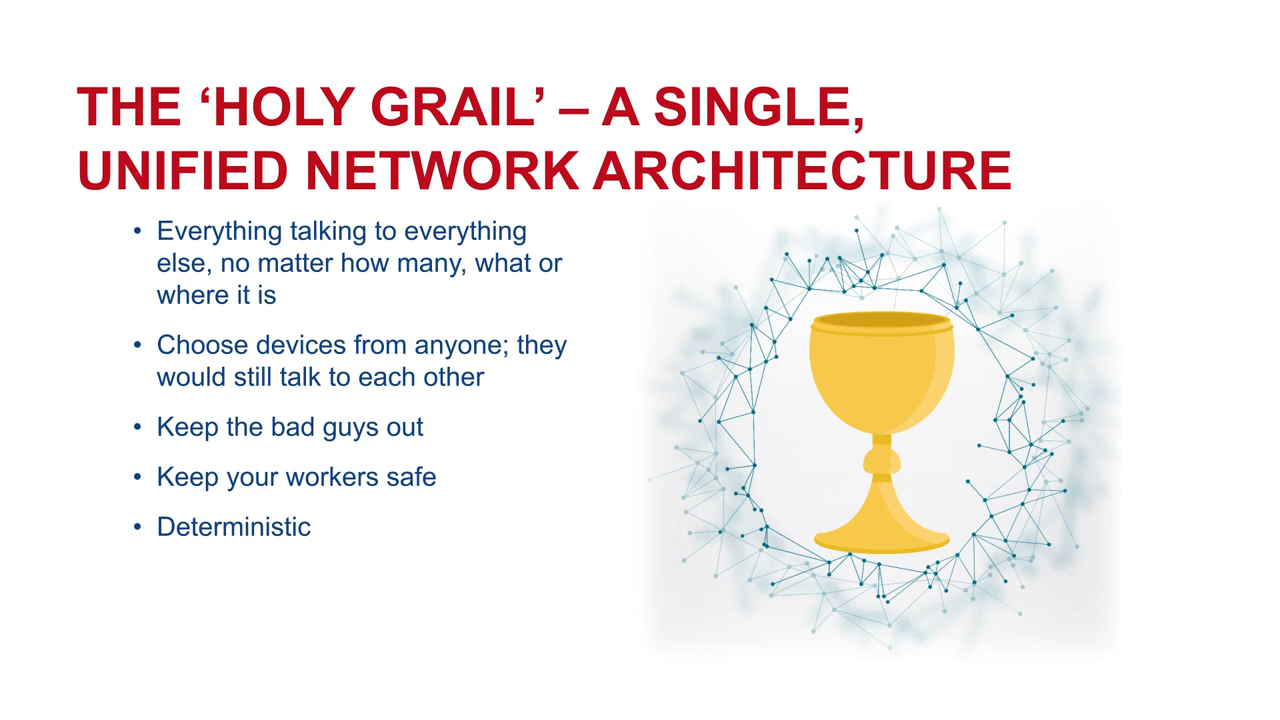 THE ‘HOLY GRAIL’ – A SINGLE,
UNIFIED NETWORK ARCHITECTURE
• Everything talking to everything
else, no matter how many, what or
where it is
• Choose devices from anyone; they
would still talk to each other
• Keep the bad guys out
• Keep your workers safe
• Deterministic